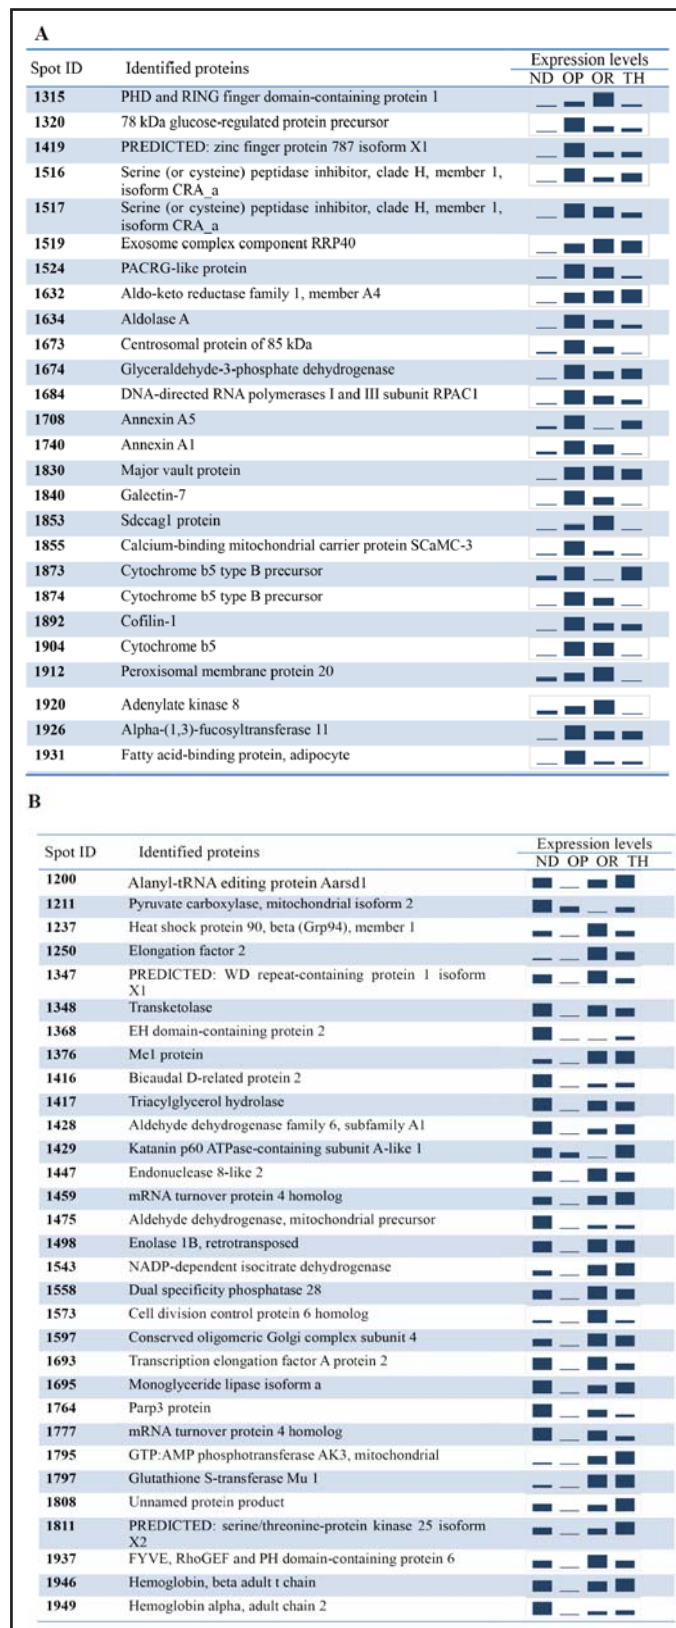 A
Expression levels
Spot ID Identified proteins
ND OP OR TH
1315 PHD and RING finger domain-containing protein 1
1320 78 kDa glucose-regulated protein precursor
1419 PREDICTED: zinc finger protein 787 isoform X1
1516 Serine (or cysteine) peptidase inhibitor, clade H, member 1,
isoform CRA_a
1517 Serine (or cysteine) peptidase inhibitor, clade H, member 1,
isoform CRA_a
1519 Exosome complex component RRP40
1524 PACRG-like protein
1632 Aldo-keto reductase family 1, member A4
1634 Aldolase A
1673 Centrosomal protein of 85 kDa
1674 Glyceraldehyde-3-phosphate dehydrogenase
1684 DNA-directed RNA polymerases I and III subunit RPAC1
1708 Annexin A5
1740 Annexin A1
1830 Major vault protein
1840 Galectin-7
1853 Sdccag1 protein
1855 Calcium-binding mitochondrial carrier protein SCaMC-3
1873 Cytochrome b5 type B precursor
1874 Cytochrome b5 type B precursor
1892 Cofilin-1
1904 Cytochrome b5
1912 Peroxisomal membrane protein 20
1920 Adenylate kinase 8
1926 Alpha-(1,3)-fucosyltransferase 11
1931 Fatty acid-binding protein, adipocyte
B
Expression levels
Spot ID Identified proteins
ND OP OR TH
1200 Alanyl-tRNA editing protein Aarsd1
1211 Pyruvate carboxylase, mitochondrial isoform 2
1237 Heat shock protein 90, beta (Grp94), member 1
1250 Elongation factor 2
1347 PREDICTED: WD repeat-containing protein 1 isoform
X1
1348 Transketolase
1368 EH domain-containing protein 2
1376 Me1 protein
1416 Bicaudal D-related protein 2
1417 Triacylglycerol hydrolase
1428 Aldehyde dehydrogenase family 6, subfamily A1
1429 Katanin p60 ATPase-containing subunit A-like 1
1447 Endonuclease 8-like 2
1459 mRNA turnover protein 4 homolog
1475 Aldehyde dehydrogenase, mitochondrial precursor
1498 Enolase 1B, retrotransposed
1543 NADP-dependent isocitrate dehydrogenase
1558 Dual specificity phosphatase 28
1573 Cell division control protein 6 homolog
1597 Conserved oligomeric Golgi complex subunit 4
1693 Transcription elongation factor A protein 2
1695 Monoglyceride lipase isoform a
1764 Parp3 protein
1777 mRNA turnover protein 4 homolog
1795 GTP:AMP phosphotransferase AK3, mitochondrial
1797 Glutathione S-transferase Mu 1
1808 Unnamed protein product
1811 PREDICTED: serine/threonine-protein kinase 25 isoform
X2
1937 FYVE, RhoGEF and PH domain-containing protein 6
1946 Hemoglobin, beta adult t chain
1949 Hemoglobin alpha, adult chain 2